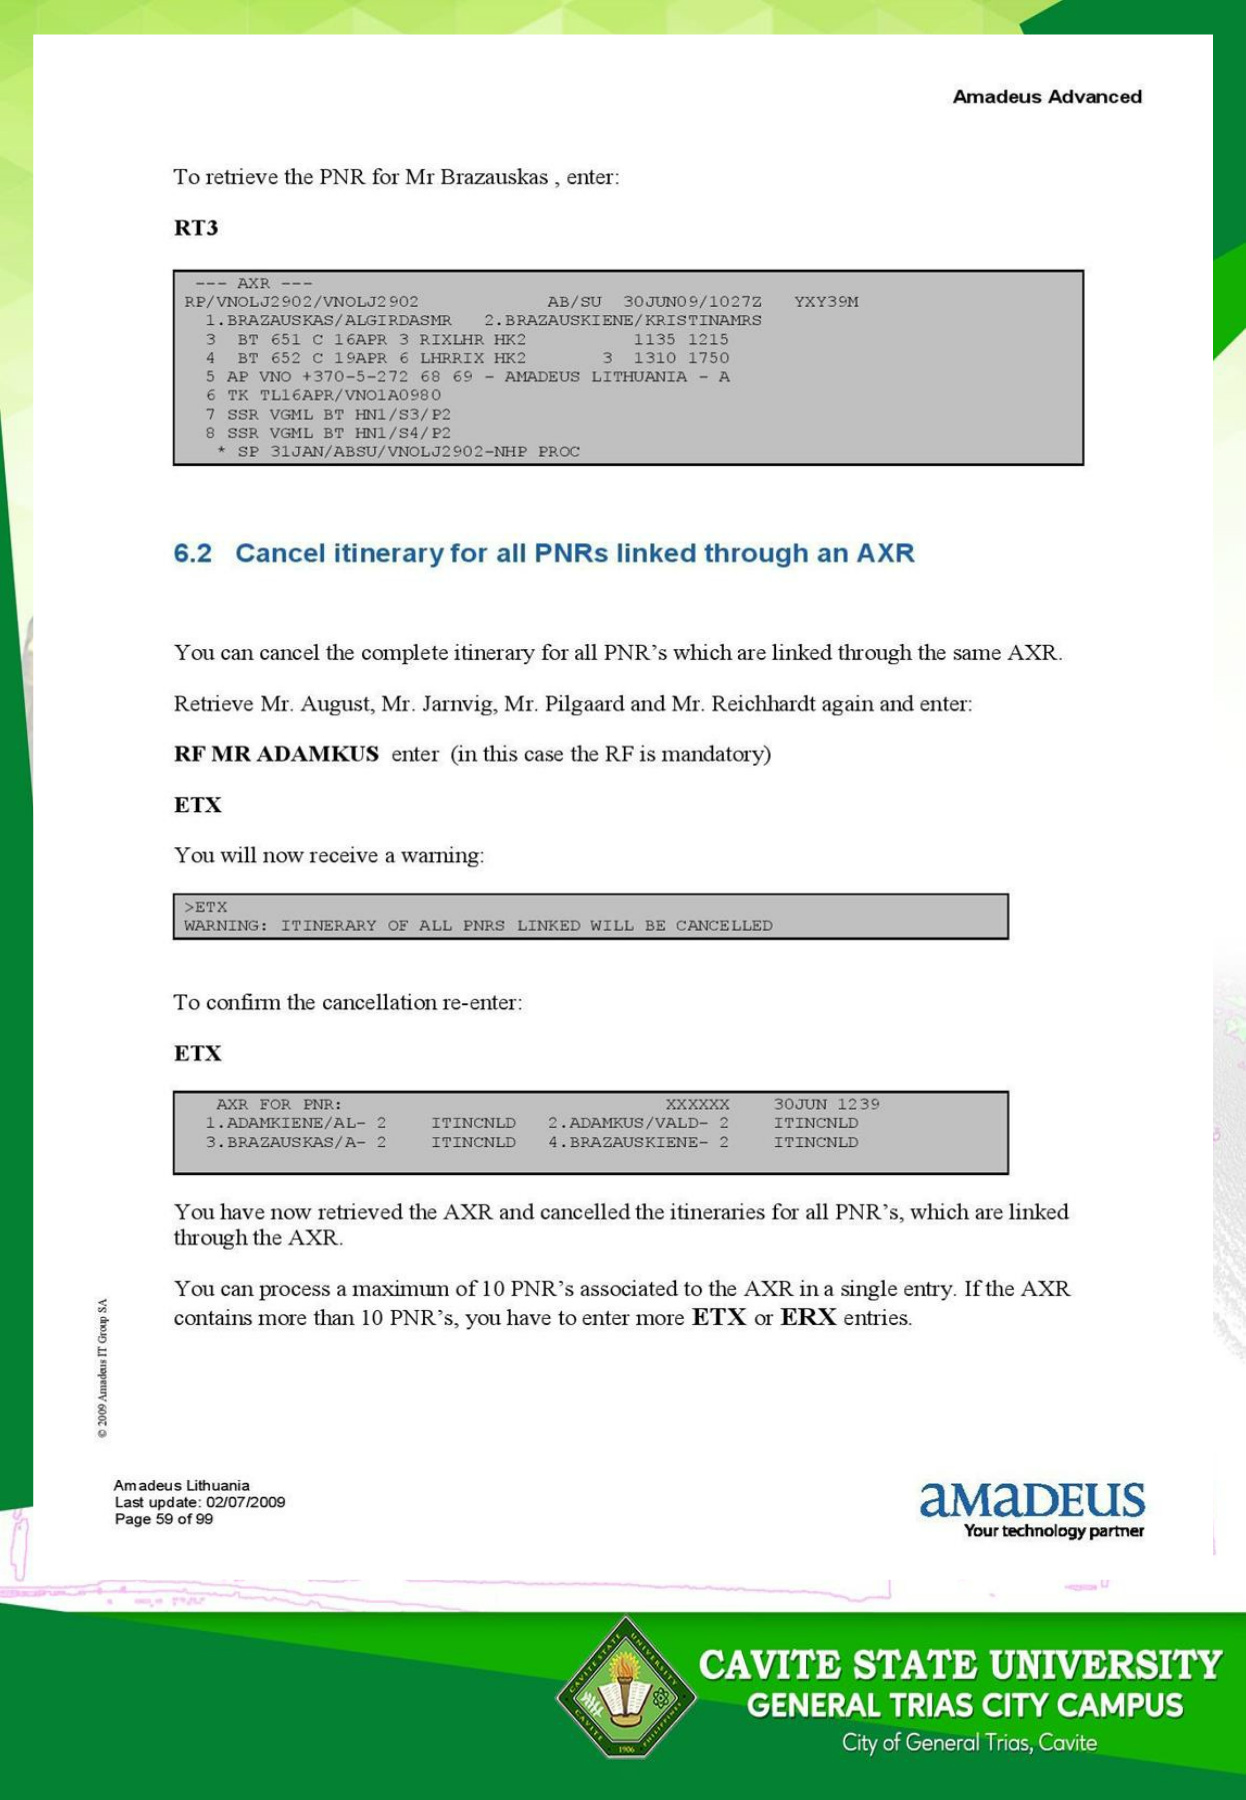 Amadeus Advanced
To retrieve the PNR for Mr Brazauskas , enter:
RT3
--- AXR ---
RP/VNOLJ2902/VNOLJ2902 AB/SU 30JUN09/1027Z YXY39M
1.BRAZAUSKAS/ALGIRDASMR 2.BRAZAUSKIENE/KRISTINAMRS
3 BT 651 C 16APR 3 RIXLHR HK2 1135 1215
4 BT 652 C 19APR 6 LHRRIX HK2 3 1310 1750
5 AP VNO +370-5-272 68 69 - AMADEUS LITHUANIA - A
6 TK TL16APR/VNO1A0980
7 SSR VGML BT HN1/S3/P2
8 SSR VGML BT HN1/S4/P2
* SP 31JAN/ABSU/VNOLJ2902-NHP PROC
6.2 Cancel itinerary for all PNRs linked through an AXR
You can cancel the complete itinerary for all PNR’s which are linked through the same AXR.
Retrieve Mr. August, Mr. Jarnvig, Mr. Pilgaard and Mr. Reichhardt again and enter:
RF MR ADAMKUS enter (in this case the RF is mandatory)
ETX
You will now receive a warning:
>ETX
WARNING: ITINERARY OF ALL PNRS LINKED WILL BE CANCELLED
To confirm the cancellation re-enter:
ETX
AXR FOR PNR: XXXXXX 30JUN 1239
1.ADAMKIENE/AL- 2 ITINCNLD 2.ADAMKUS/VALD- 2 ITINCNLD
3.BRAZAUSKAS/A- 2 ITINCNLD 4.BRAZAUSKIENE- 2 ITINCNLD
You have now retrieved the AXR and cancelled the itineraries for all PNR’s, which are linked
through the AXR.
You can process a maximum of 10 PNR’s associated to the AXR in a single entry. If the AXR
contains more than 10 PNR’s, you have to enter more ETX or ERX entries.
© 2009 Amadeus IT Group SA
Amadeus Lithuania
Last update: 02/07/2009
Page 59 of 99
aMaDEUS
Your technology partner
CAVITE STATE UNIVERSITY
CAVITE PHILIPPINES
1906
CAVITE STATE UNIVERSITY
GENERAL TRIAS CITY CAMPUS
City of General Trias, Cavite